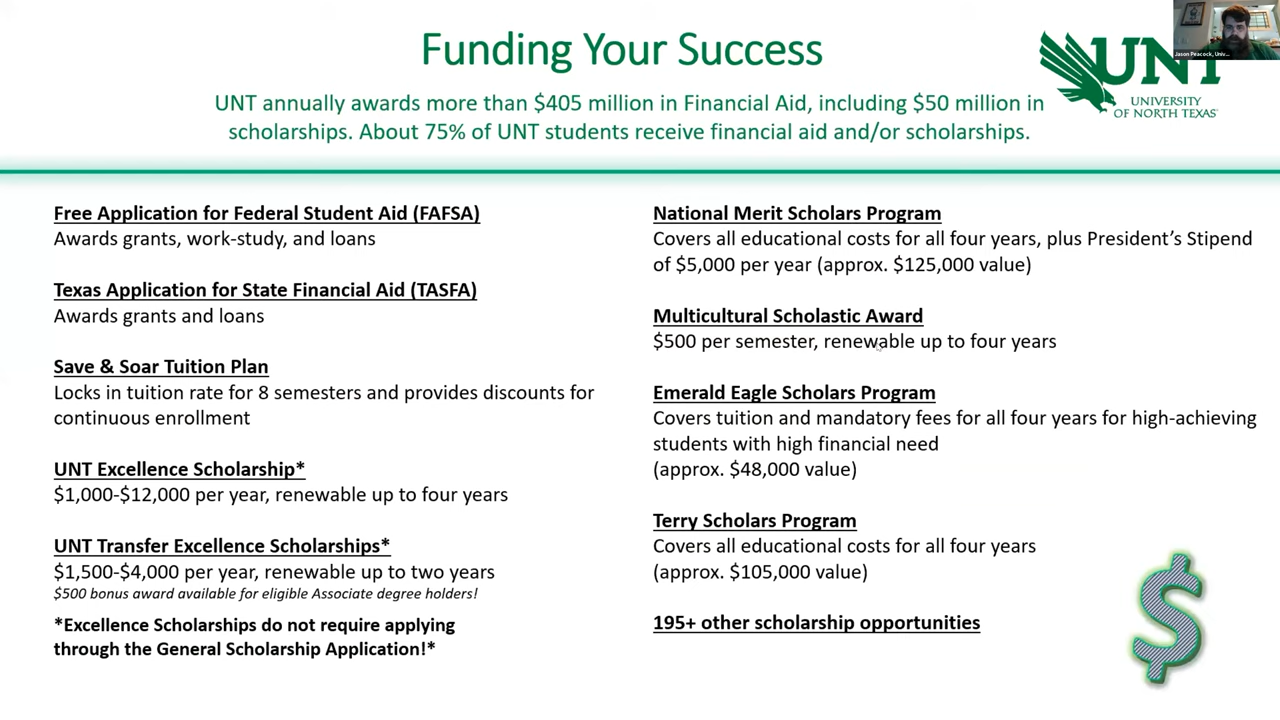 Funding Your Success
UNT annually awards more than $405 million in Financial Aid, including $50 million in
scholarships. About 75% of UNT students receive financial aid and/or scholarships.
UNT
UNIVERSITY
OF NORTH TEXAS
Jason Peacock, Univ...
Free Application for Federal Student Aid (FAFSA)
Awards grants, work-study, and loans
Texas Application for State Financial Aid (TASFA)
Awards grants and loans
Save & Soar Tuition Plan
Locks in tuition rate for 8 semesters and provides discounts for
continuous enrollment
UNT Excellence Scholarship*
$1,000-$12,000 per year, renewable up to four years
UNT Transfer Excellence Scholarships*
$1,500-$4,000 per year, renewable up to two years
$500 bonus award available for eligible Associate degree holders!
*Excellence Scholarships do not require applying
through the General Scholarship Application!*
National Merit Scholars Program
Covers all educational costs for all four years, plus President’s Stipend
of $5,000 per year (approx. $125,000 value)
Multicultural Scholastic Award
$500 per semester, renewable up to four years
Emerald Eagle Scholars Program
Covers tuition and mandatory fees for all four years for high-achieving
students with high financial need
(approx. $48,000 value)
Terry Scholars Program
Covers all educational costs for all four years
(approx. $105,000 value)
195+ other scholarship opportunities
$